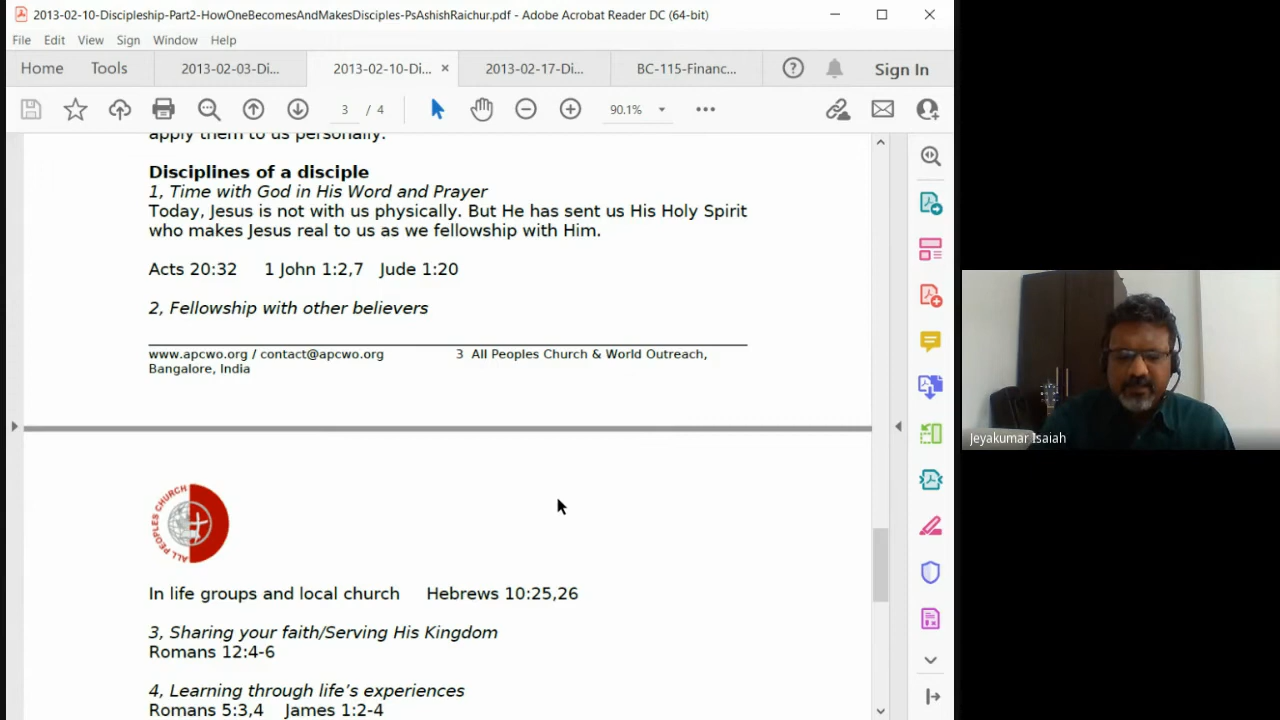 2013-02-10-Discipleship-Part2-HowOneBecomesAndMakesDisciples-PsAshishRaichur.pdf - Adobe Acrobat Reader DC (64-bit)
File Edit View Sign Window Help
Home Tools 2013-02-03-Di... 2013-02-10-Di... × 2013-02-17-Di... BC-115-Financ... Sign In
3 / 4 90.1%
apply them to us personally.
Disciplines of a disciple
1, Time with God in His Word and Prayer
Today, Jesus is not with us physically. But He has sent us His Holy Spirit
who makes Jesus real to us as we fellowship with Him.
Acts 20:32 1 John 1:2,7 Jude 1:20
2, Fellowship with other believers
www.apcwo.org / contact@apcwo.org 3 All Peoples Church & World Outreach,
Bangalore, India
ALL PEOPLES CHURCH
In life groups and local church Hebrews 10:25,26
3, Sharing your faith/Serving His Kingdom
Romans 12:4-6
4, Learning through life's experiences
Romans 5:3,4 James 1:2-4
Jeyakumar Isaiah